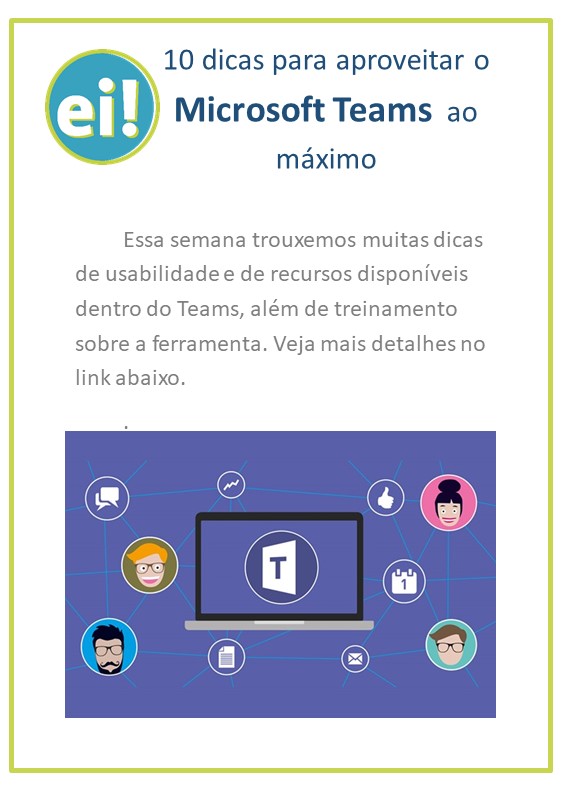 ei!
10 dicas para aproveitar o
Microsoft Teams ao
máximo
Essa semana trouxemos muitas dicas
de usabilidade e de recursos disponíveis
dentro do Teams, além de treinamento
sobre a ferramenta. Veja mais detalhes no
link abaixo.
.
T
1